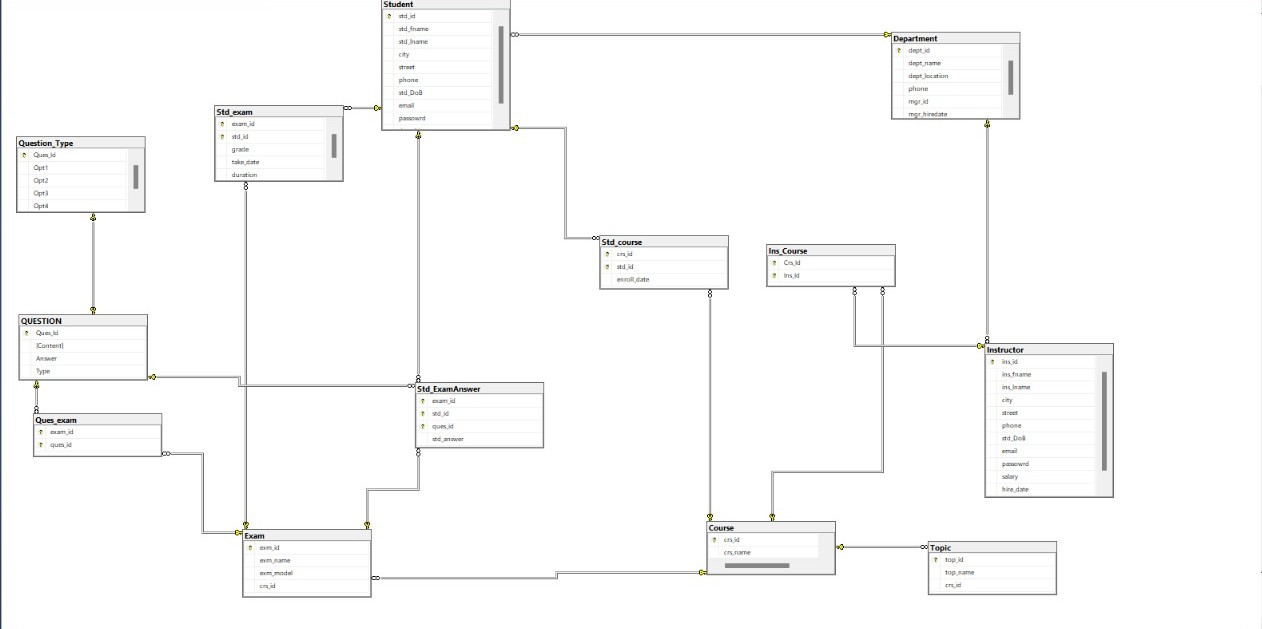 Student
std_id
std_fname
std_lname
city
street
phone
std_DoB
email
passowrd
Department
dept_id
dept_name
dept_location
phone
mgr_id
mgr_hiredate
Std_exam
exam_id
std_id
grade
take_date
duration
Question_Type
Ques_Id
Opt1
Opt2
Opt3
Opt4
Std_course
crs_id
std_id
enroll_date
Ins_Course
Crs_Id
Ins_Id
QUESTION
Ques_Id
[Content]
Answer
Type
Instructor
ins_id
ins_fname
ins_lname
city
street
phone
std_DoB
email
passowrd
salary
hire_date
Std_ExamAnswer
exam_id
std_id
ques_id
std_answer
Ques_exam
exam_id
ques_id
Exam
exm_id
exm_name
exm_model
crs_id
Course
crs_id
crs_name
Topic
top_id
top_name
crs_id